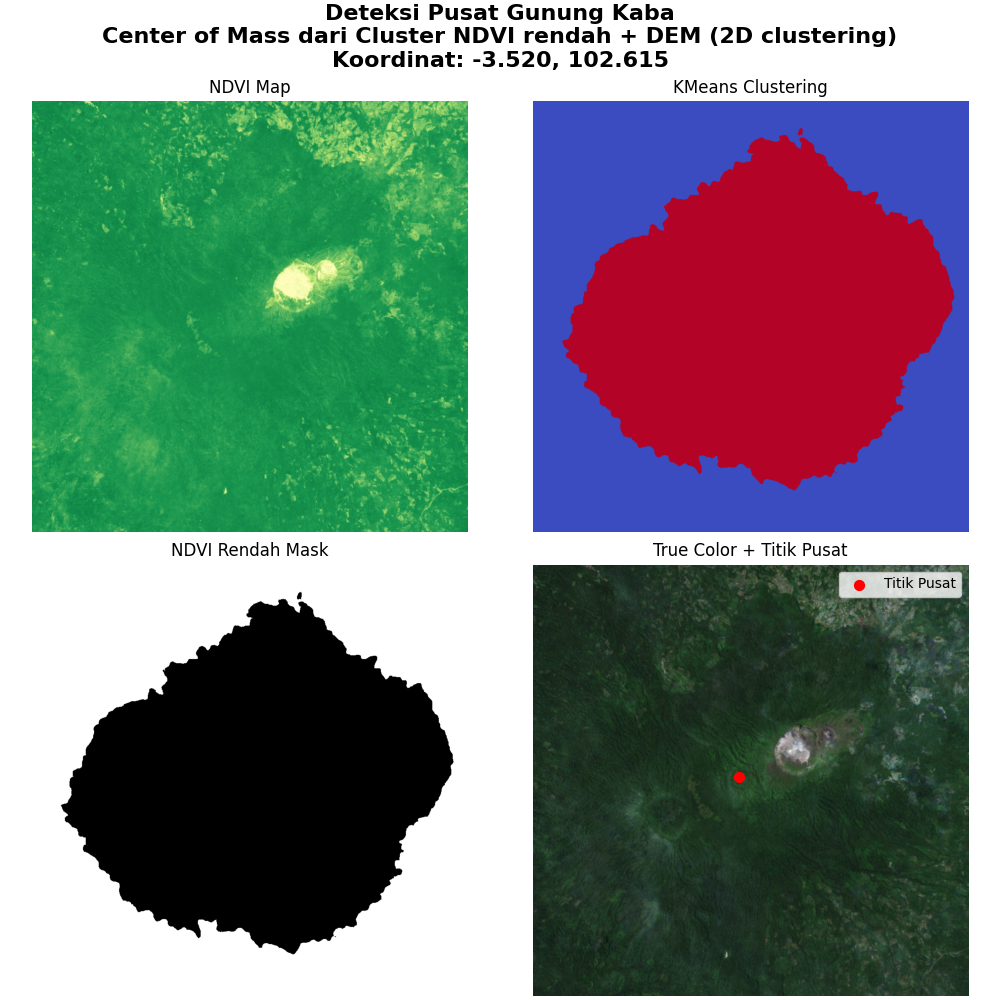 Deteksi Pusat Gunung Kaba
Center of Mass dari Cluster NDVI rendah + DEM (2D clustering)
Koordinat: -3.520, 102.615
NDVI Map
KMeans Clustering
NDVI Rendah Mask
True Color + Titik Pusat
Titik Pusat